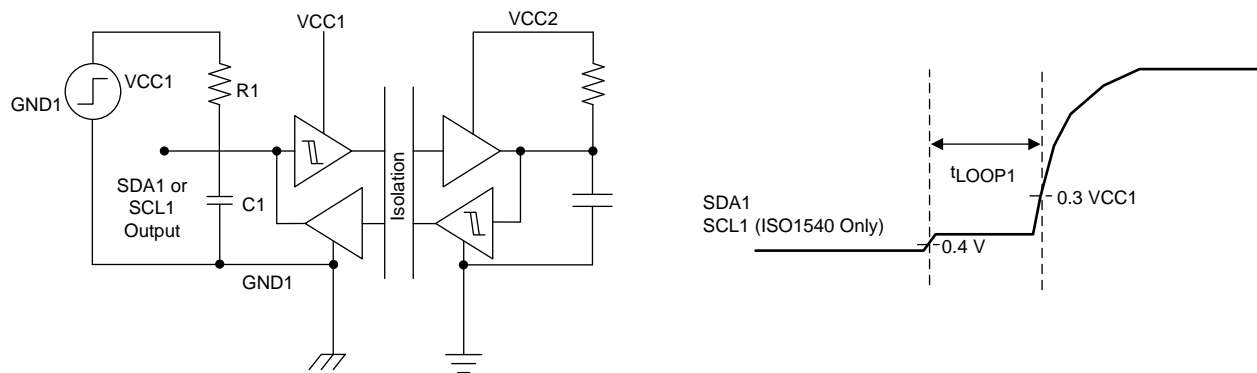 VCC1
VCC2
VCC1
GND1
R1
SDA1 or
SCL1
Output
C1
Isolation
GND1
tLOOP1
SDA1
SCL1 (ISO1540 Only)
0.3 VCC1
0.4 V